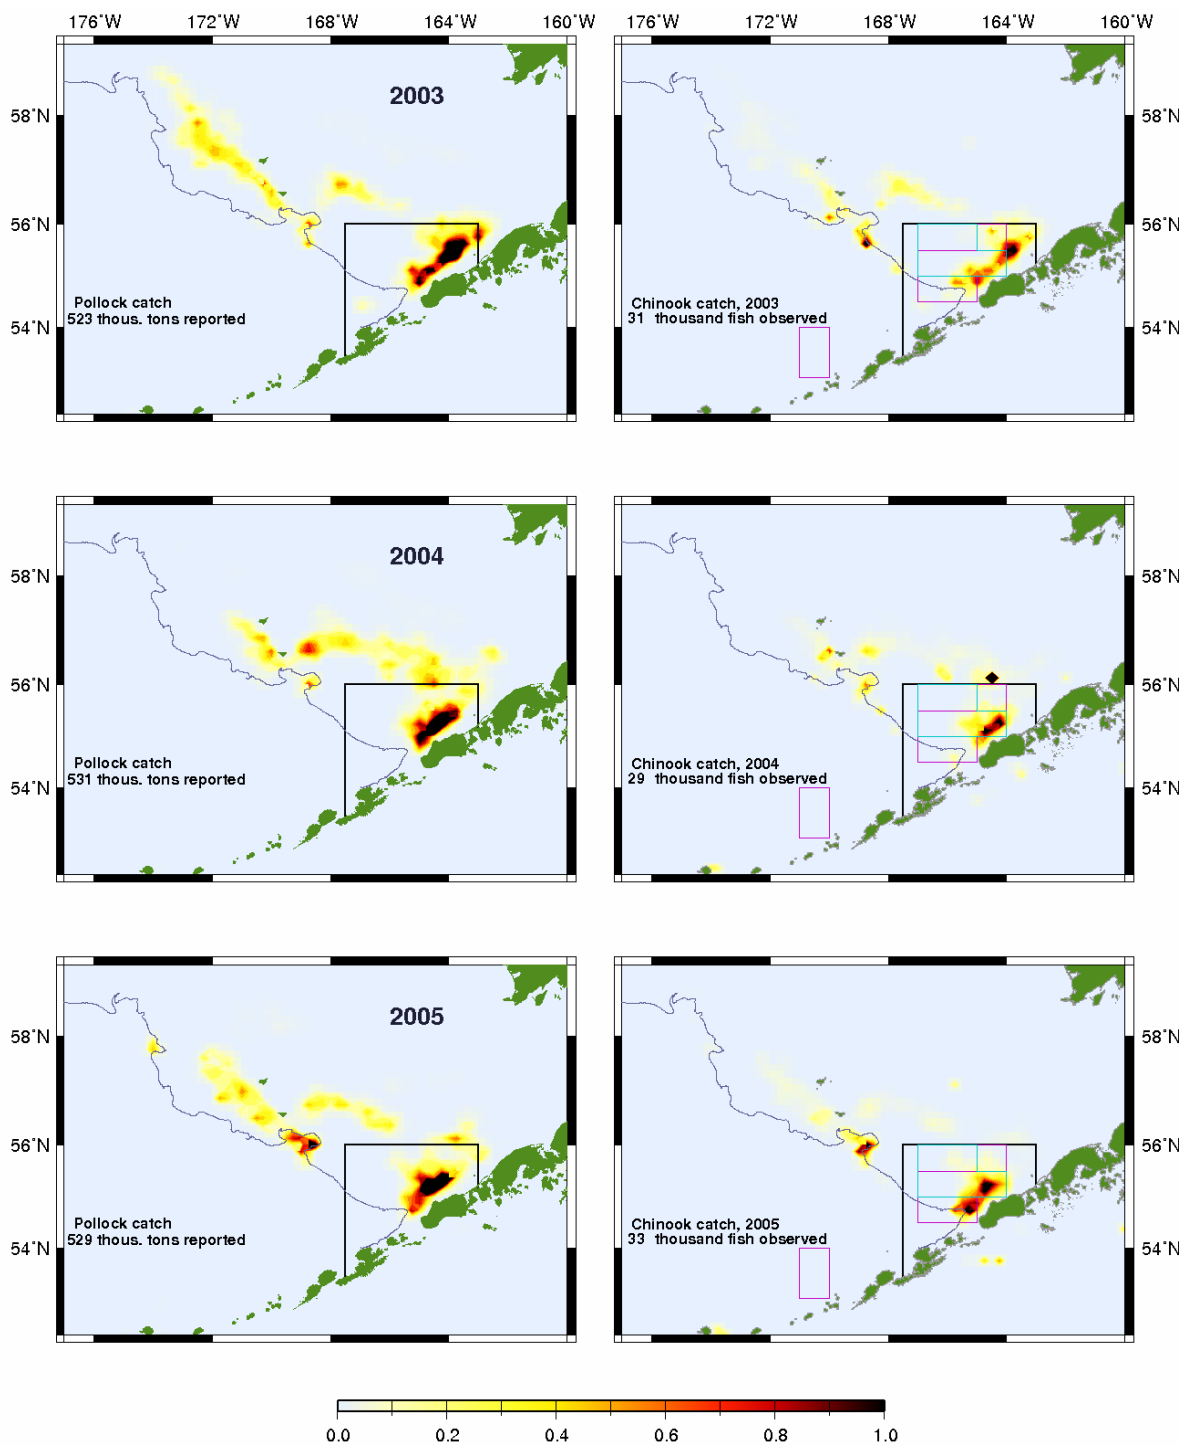 176°W 172°W 168°W 164°W 160°W 176°W 172°W 168°W 164°W 160°W
58°N 2003 58°N
56°N 56°N
Pollock catch
523 thous. tons reported
Chinook catch, 2003
31 thousand fish observed
54°N 54°N
2004
58°N 58°N
56°N 56°N
Pollock catch
531 thous. tons reported
Chinook catch, 2004
29 thousand fish observed
54°N 54°N
2005
58°N 58°N
56°N 56°N
Pollock catch
529 thous. tons reported
Chinook catch, 2005
33 thousand fish observed
54°N 54°N
0.0 0.2 0.4 0.6 0.8 1.0